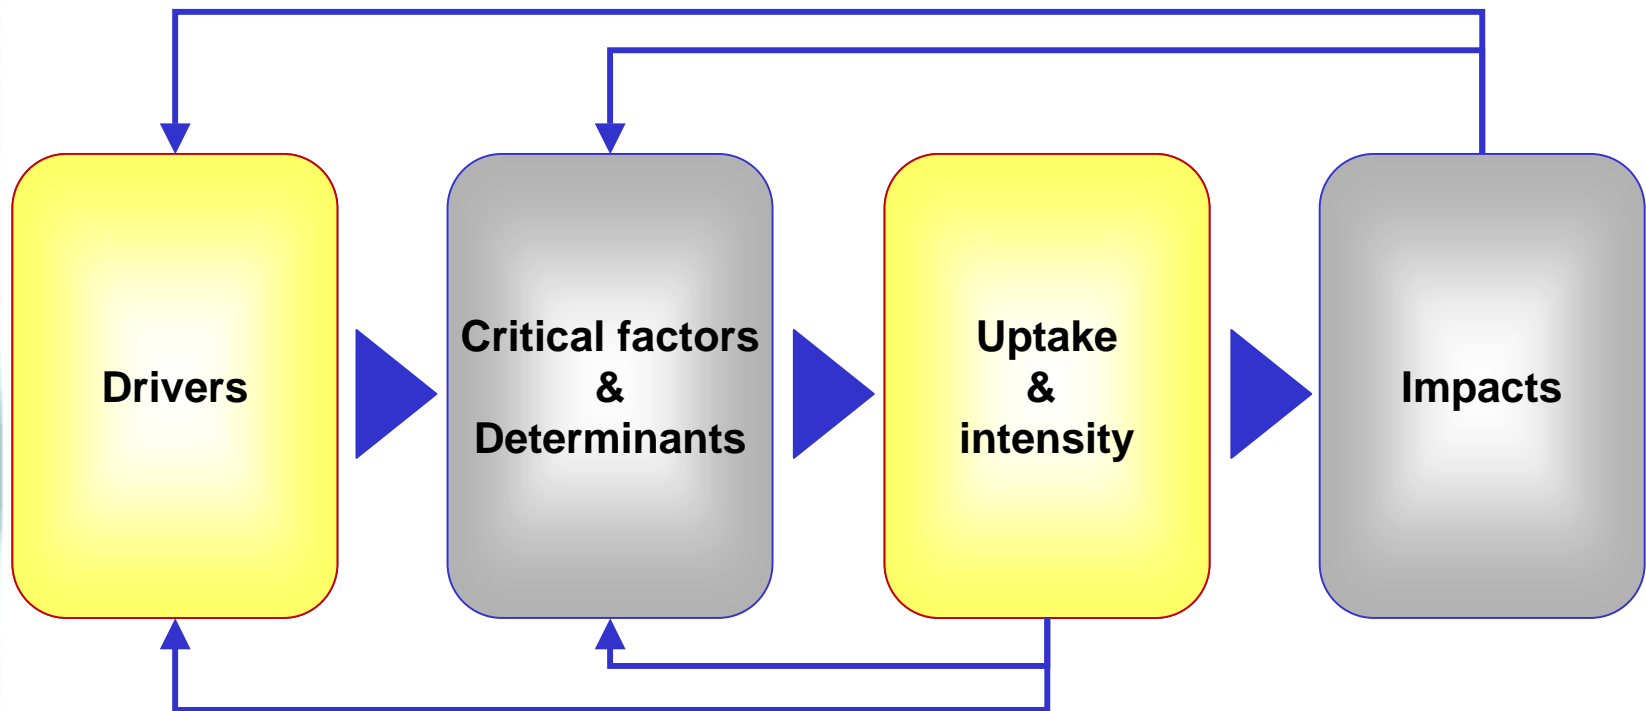 Drivers
Critical factors
&
Determinants
Uptake
&
intensity
Impacts